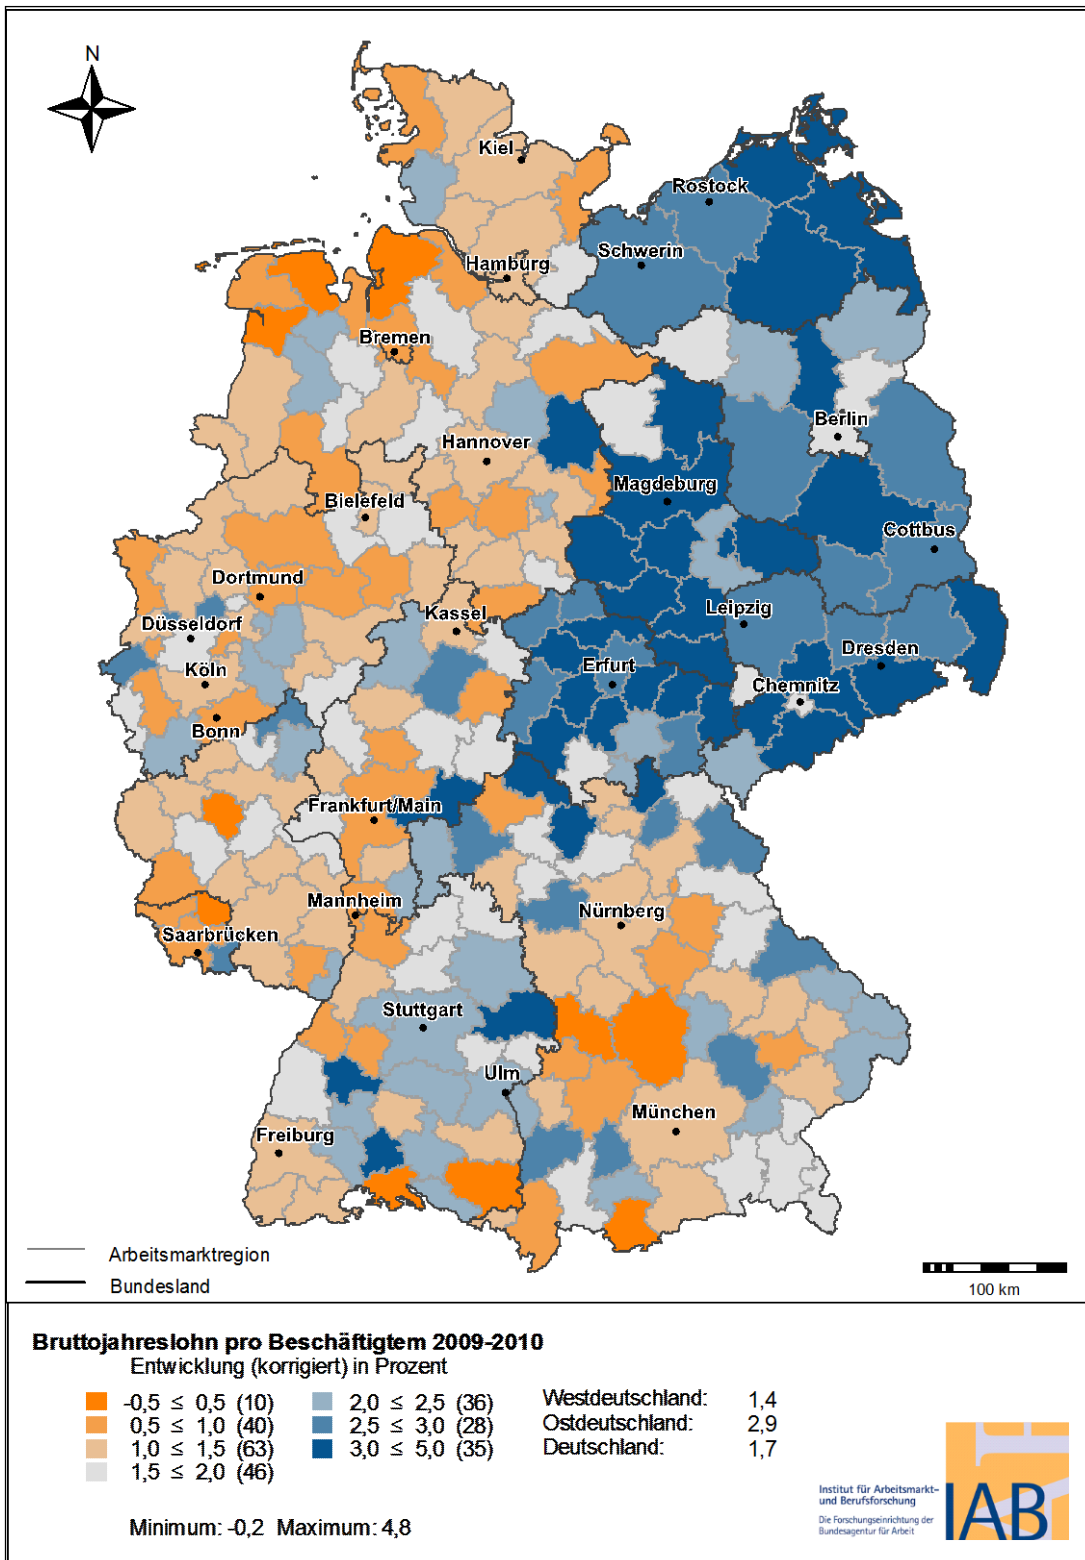 N
Kiel
Rostock
Schwerin
Hamburg
Bremen
Berlin
Hannover
Magdeburg
Bielefeld
Cottbus
Dortmund
Kassel
Leipzig
Düsseldorf
Dresden
Köln
Erfurt
Chemnitz
Bonn
Frankfurt/Main
Mannheim
Nürnberg
Saarbrücken
Stuttgart
Ulm
München
Freiburg
Arbeitsmarktregion
Bundesland
100 km
Bruttojahreslohn pro Beschäftigtem 2009-2010
Entwicklung (korrigiert) in Prozent
-0,5 ≤ 0,5 (10)
0,5 ≤ 1,0 (40)
1,0 ≤ 1,5 (63)
1,5 ≤ 2,0 (46)
2,0 ≤ 2,5 (36)
2,5 ≤ 3,0 (28)
3,0 ≤ 5,0 (35)
Westdeutschland: 1,4
Ostdeutschland: 2,9
Deutschland: 1,7
Minimum: -0,2 Maximum: 4,8
Institut für Arbeitsmarkt-
und Berufsforschung
Die Forschungseinrichtung der
Bundesagentur für Arbeit
IAB